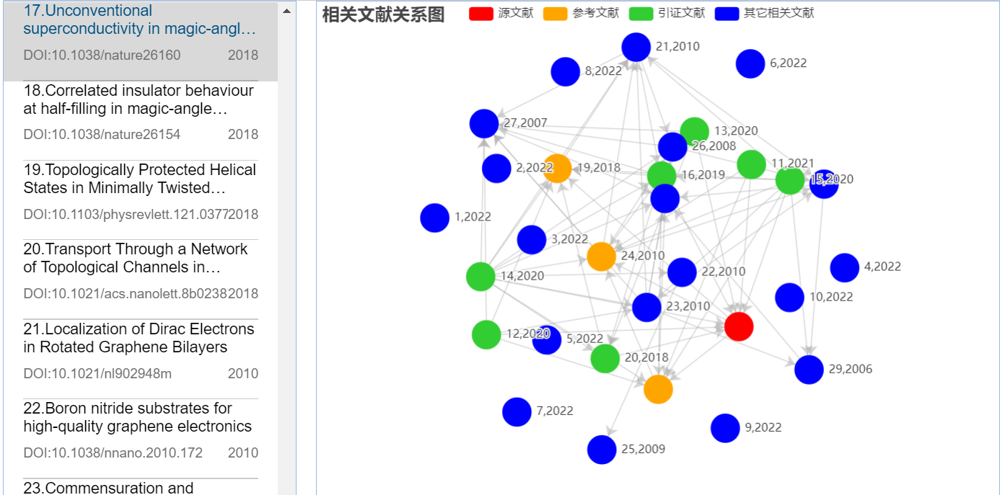 17.Unconventional
superconductivity in magic-angl…
DOI:10.1038/nature26160 2018
18.Correlated insulator behaviour
at half-filling in magic-angle…
DOI:10.1038/nature26154 2018
19.Topologically Protected Helical
States in Minimally Twisted…
DOI:10.1103/physrevlett.121.03772018
20.Transport Through a Network
of Topological Channels in…
DOI:10.1021/acs.nanolett.8b02382018
21.Localization of Dirac Electrons
in Rotated Graphene Bilayers
DOI:10.1021/nl902948m 2010
22.Boron nitride substrates for
high-quality graphene electronics
DOI:10.1038/nnano.2010.172 2010
23.Commensuration and
相关文献关系图
源文献 参考文献 引证文献 其它相关文献
21,2010
6,2022
8,2022
27,2007
13,2020
26,2008
11,2021
2,2022
19,2018
16,2019
15,2020
1,2022
3,2022
24,2010
4,2022
22,2010
14,2020
10,2022
23,2010
12,2020
5,2022
20,2018
29,2006
7,2022
9,2022
25,2009